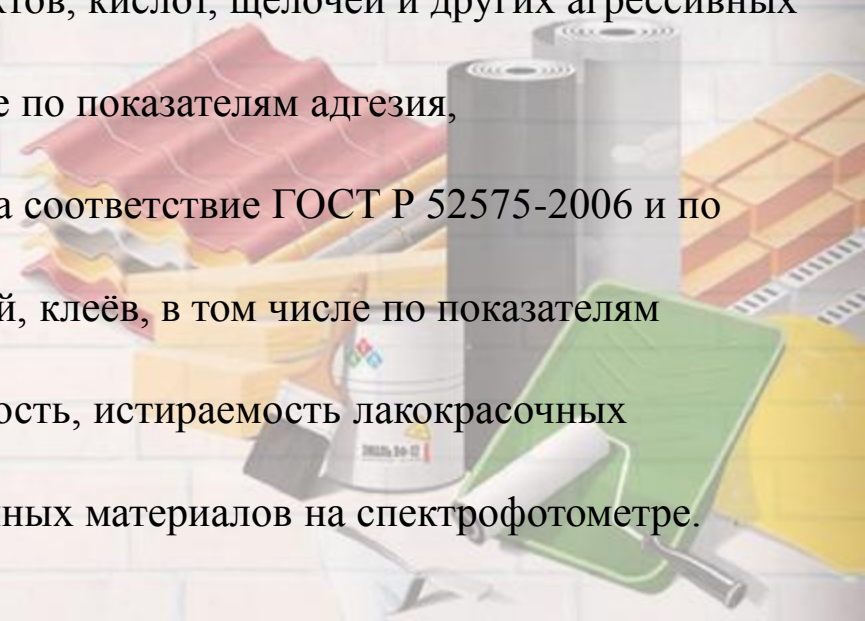 ктов, кислот, щелочей и других агрессивных
е по показателям адгезия,
а соответствие ГОСТ Р 52575-2006 и по
й, клеёв, в том числе по показателям
ость, истираемость лакокрасочных
нных материалов на спектрофотометре.